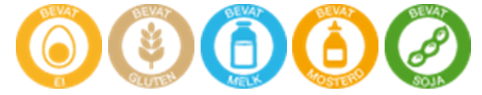 BEVAT
EI
BEVAT
GLUTEN
BEVAT
MELK
BEVAT
MOSTERD
BEVAT
SOJA